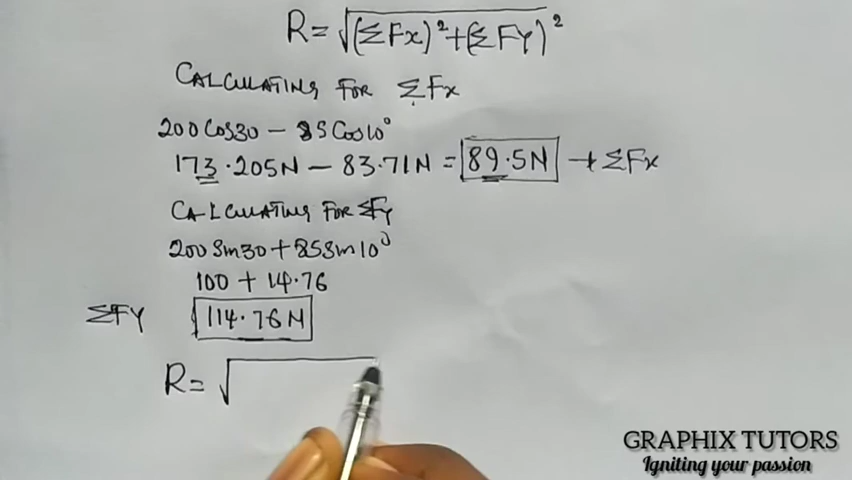 R = √(ΣFx)² + (ΣFy)²
CALCULATING FOR ΣFx
200 Cos30 - 85 Cos10°
173.205N - 83.71N = 89.5N → ΣFx
CALCULATING FOR ΣFy
200 Sin30 + 85 Sin10°
100 + 14.76
ΣFY 114.76N
R = √
GRAPHIX TUTORS
Igniting your passion